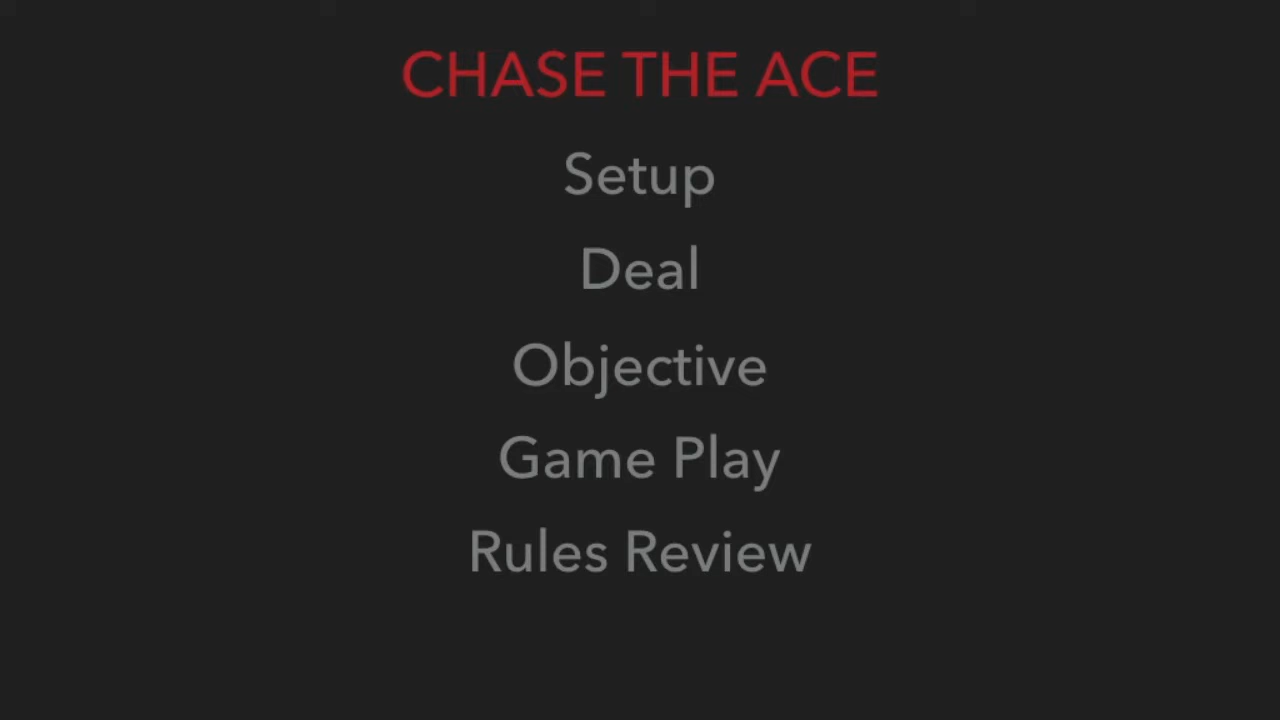 CHASE THE ACE
Setup
Deal
Objective
Game Play
Rules Review